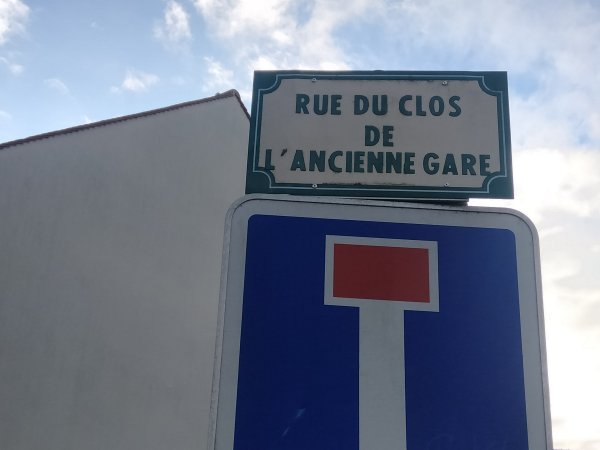 RUE DU CLOS
DE
L'ANCIENNE GARE